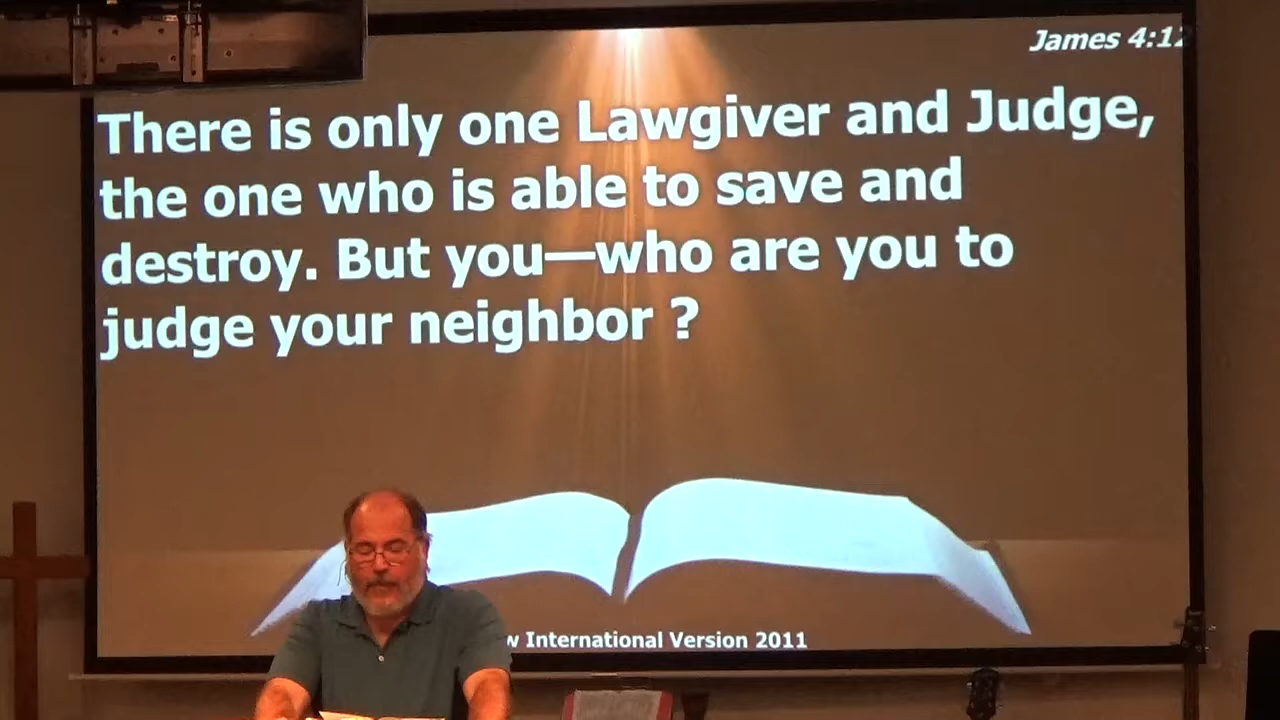 James 4:12
There is only one Lawgiver and Judge,
the one who is able to save and
destroy. But you—who are you to
judge your neighbor ?
w International Version 2011